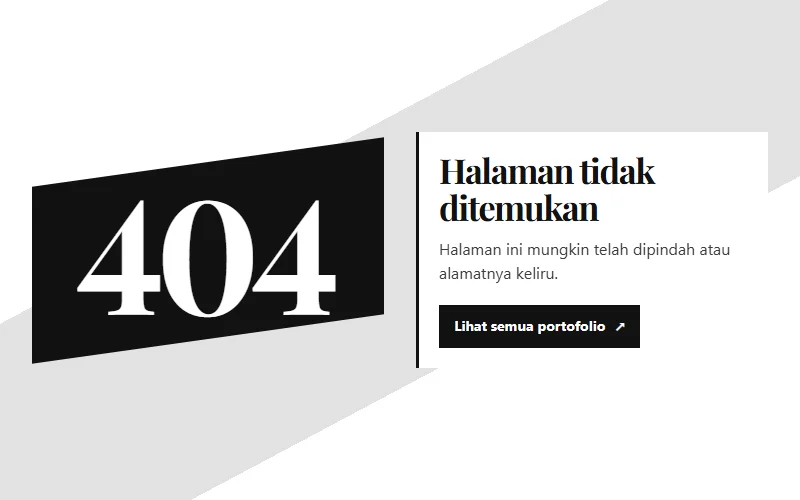 404
Halaman tidak
ditemukan
Halaman ini mungkin telah dipindah atau
alamatnya keliru.
Lihat semua portofolio ↗